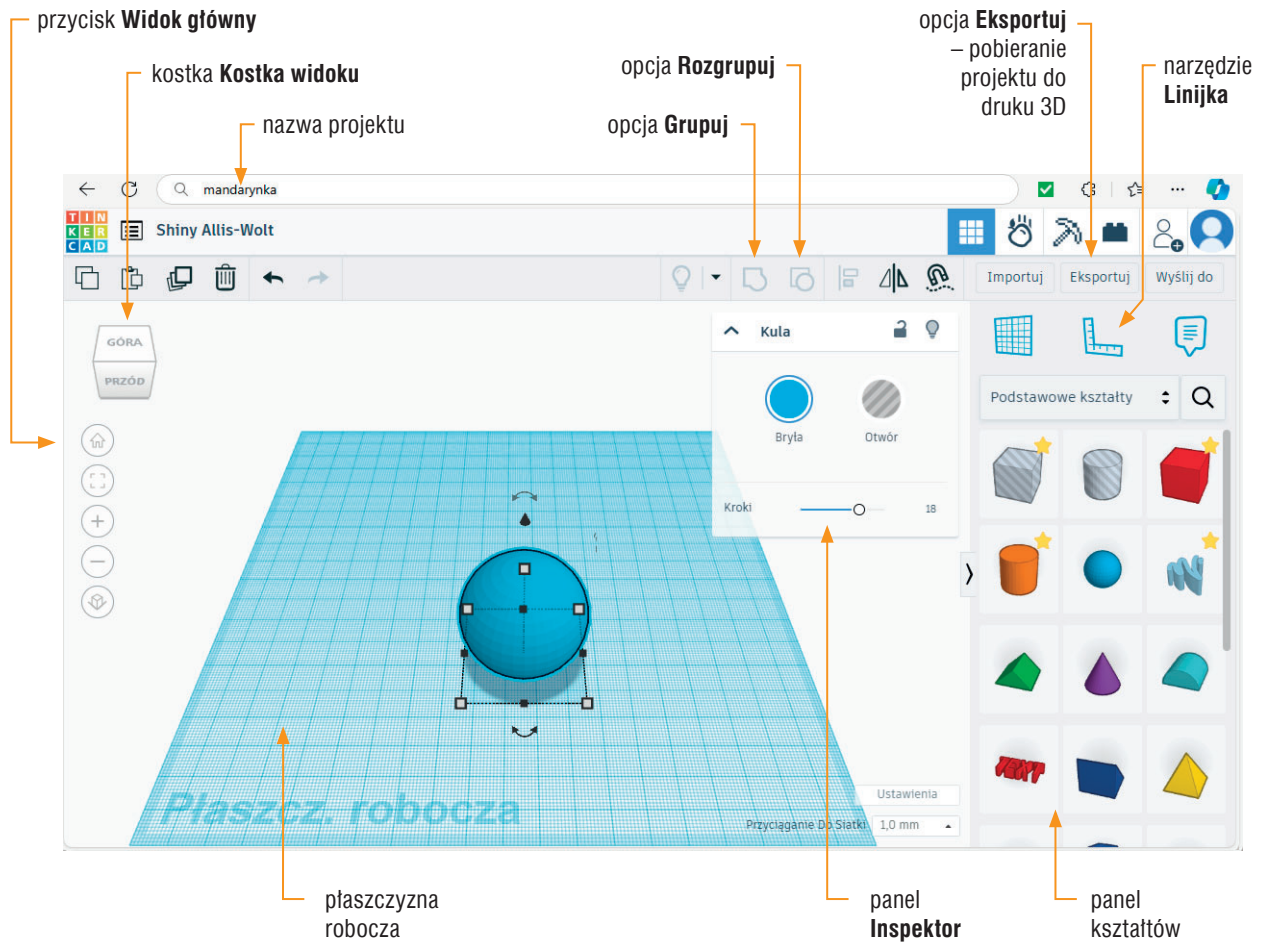 przycisk Widok główny
kostka Kostka widoku
nazwa projektu
opcja Rozgrupuj
opcja Grupuj
opcja Eksportuj
– pobieranie
projektu do
druku 3D
narzędzie
Linijka
mandarynka
TIN
KER
CAD
Shiny Allis-Wolt
Importuj
Eksportuj
Wyślij do
GÓRA
PRZÓD
Kula
Bryła
Otwór
Kroki
18
Podstawowe kształty
TEXT
Płaszcz. robocza
Ustawienia
Przyciąganie Do Siatki 1,0 mm
płaszczyzna
robocza
panel
Inspektor
panel
kształtów